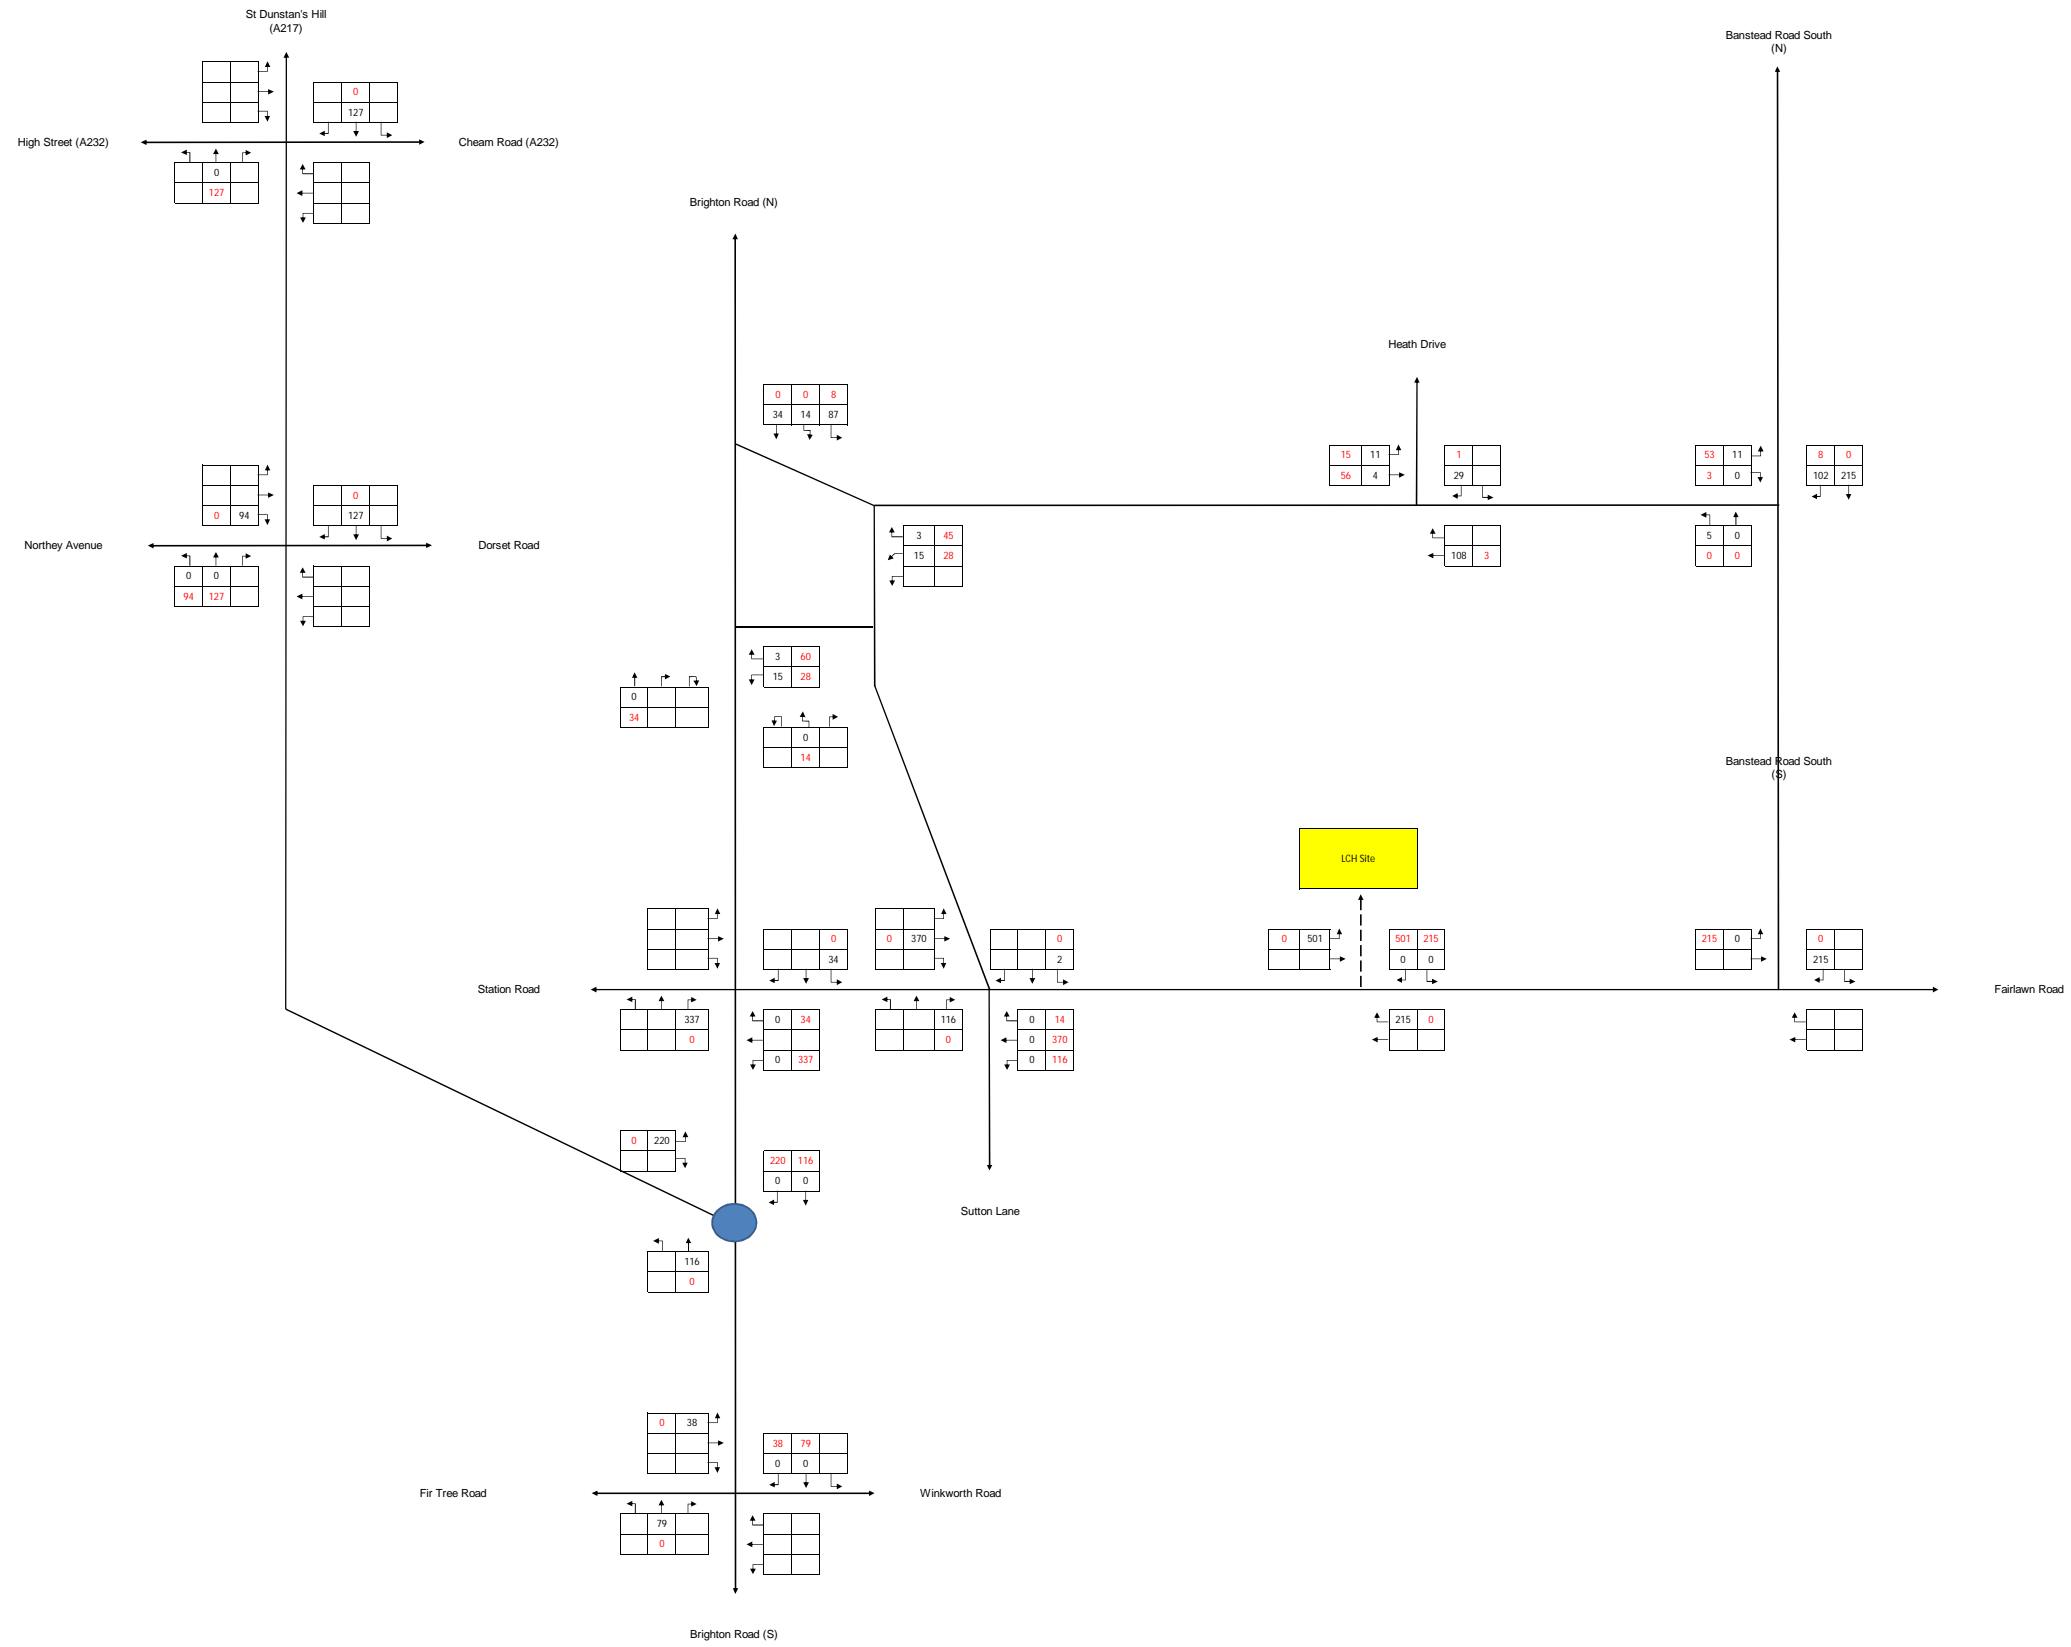 St Dunstan's Hill
(A217)
Banstead Road South
(N)
0
127
High Street (A232)
Cheam Road (A232)
0
127
Brighton Road (N)
Heath Drive
0 0 8
34 14 87
15 11
56 4
1
29
53 11
3 0
8 0
102 215
0 94
0
127
Northey Avenue
Dorset Road
0 0
94 127
3 45
15 28
108 3
5 0
0 0
3 60
15 28
0
34
0
14
Banstead Road South
(S)
LCH Site
0
34
0 370
0
2
0 501
501 215
0 0
215 0
0
215
Station Road
Fairlawn Road
337
0
0 34
0 337
116
0
0 14
0 370
0 116
215 0
0 220
220 116
0 0
Sutton Lane
116
0
0 38
38 79
0 0
Fir Tree Road
Winkworth Road
79
0
Brighton Road (S)